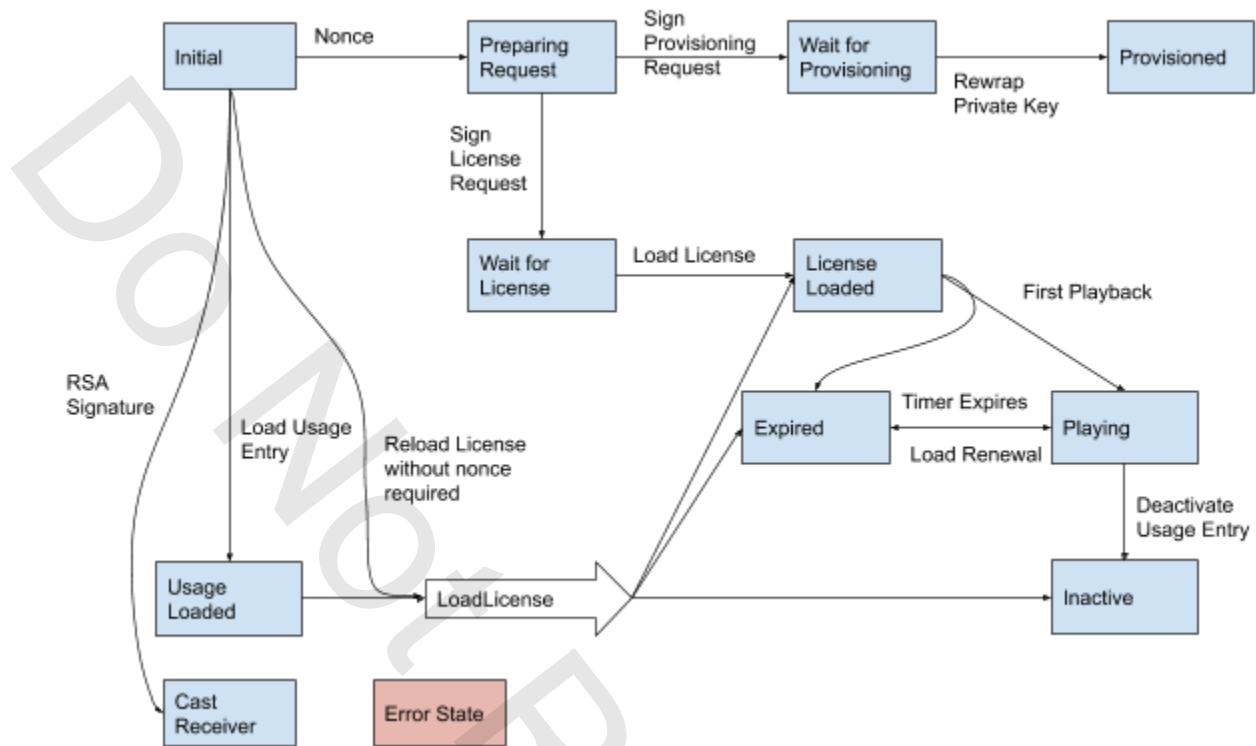 Initial
Nonce
Preparing
Request
Sign
Provisioning
Request
Wait for
Provisioning
Rewrap
Private Key
Provisioned
Sign
License
Request
Wait for
License
Load License
License
Loaded
First Playback
RSA
Signature
Load Usage
Entry
Reload License
without nonce
required
Expired
Timer Expires
Load Renewal
Playing
Deactivate
Usage Entry
Usage
Loaded
LoadLicense
Inactive
Cast
Receiver
Error State
Do Not